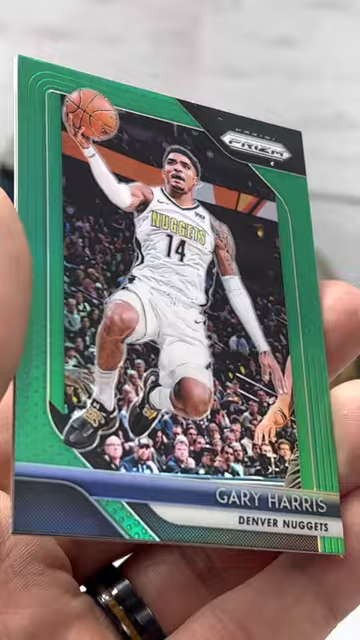 PANINI
PRIZM
NUGGETS
14
GARY HARRIS
DENVER NUGGETS